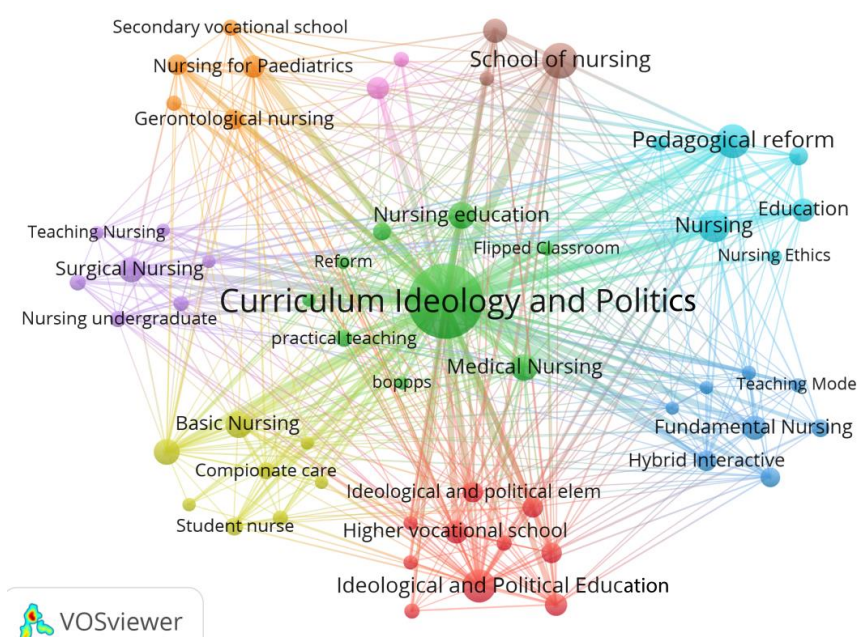 Secondary vocational school
School of nursing
Nursing for Paediatrics
Gerontological nursing
Pedagogical reform
Nursing education
Education
Nursing
Teaching Nursing
Flipped Classroom
Nursing Ethics
Reform
Surgical Nursing
Curriculum Ideology and Politics
Nursing undergraduate
practical teaching
Medical Nursing
boppps
Teaching Mode
Basic Nursing
Fundamental Nursing
Hybrid Interactive
Compionate care
Ideological and political elem
Student nurse
Higher vocational school
Ideological and Political Education
VOSviewer